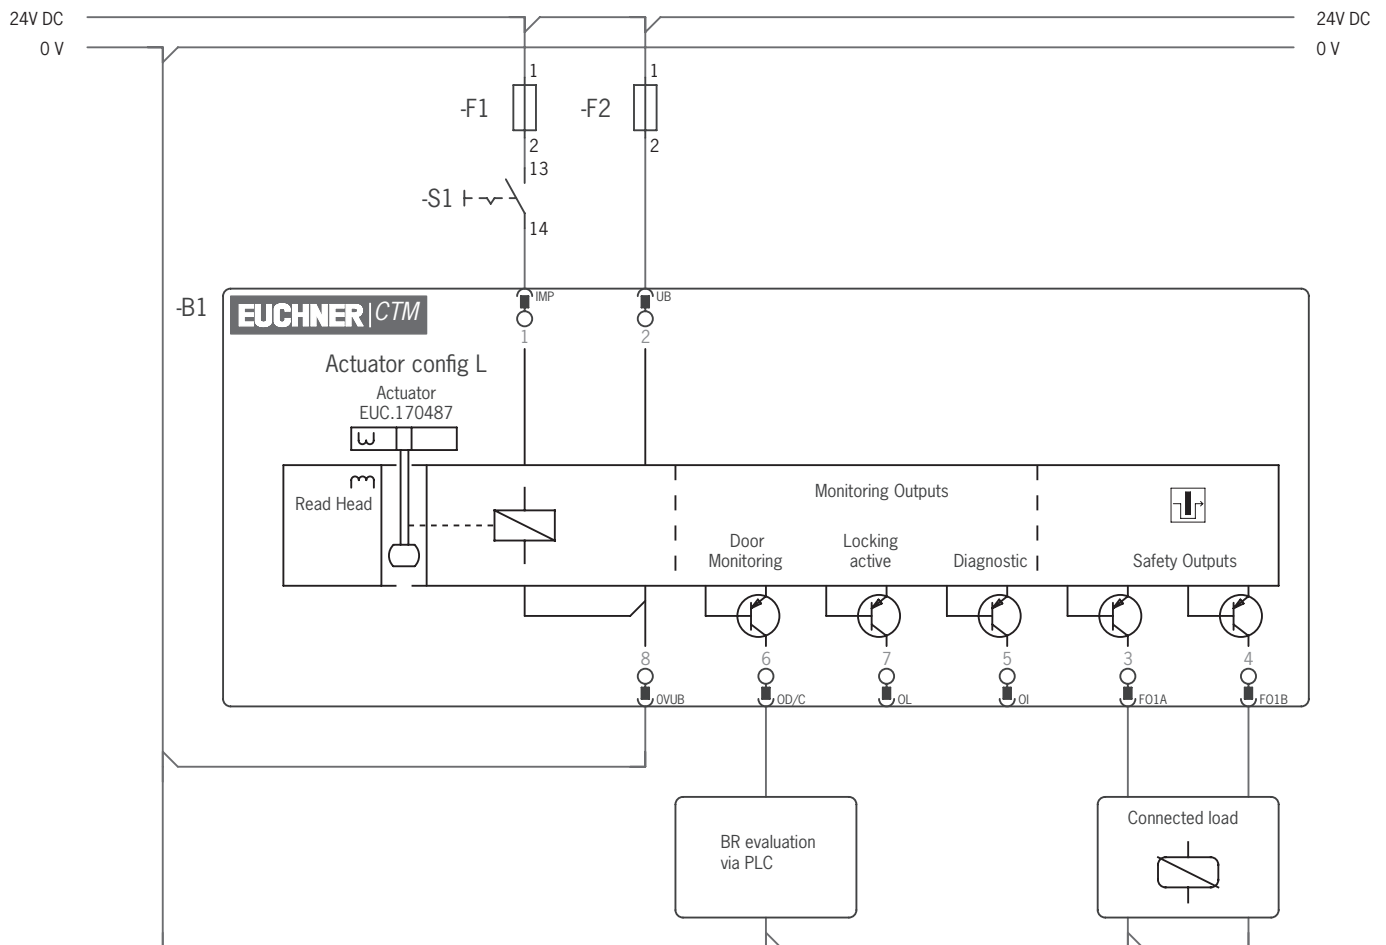 24V DC
24V DC
0 V
0 V
1
1
-F1
-F2
2
2
13
-S1
14
-B1
EUCHNER CTM
IMP
UB
1
2
Actuator config L
Actuator
EUC.170487
Read Head
Monitoring Outputs
Door
Monitoring
Locking
active
Diagnostic
Safety Outputs
8
6
7
5
3
4
0VUB
OD/C
OL
OI
FO1A
FO1B
BR evaluation
via PLC
Connected load